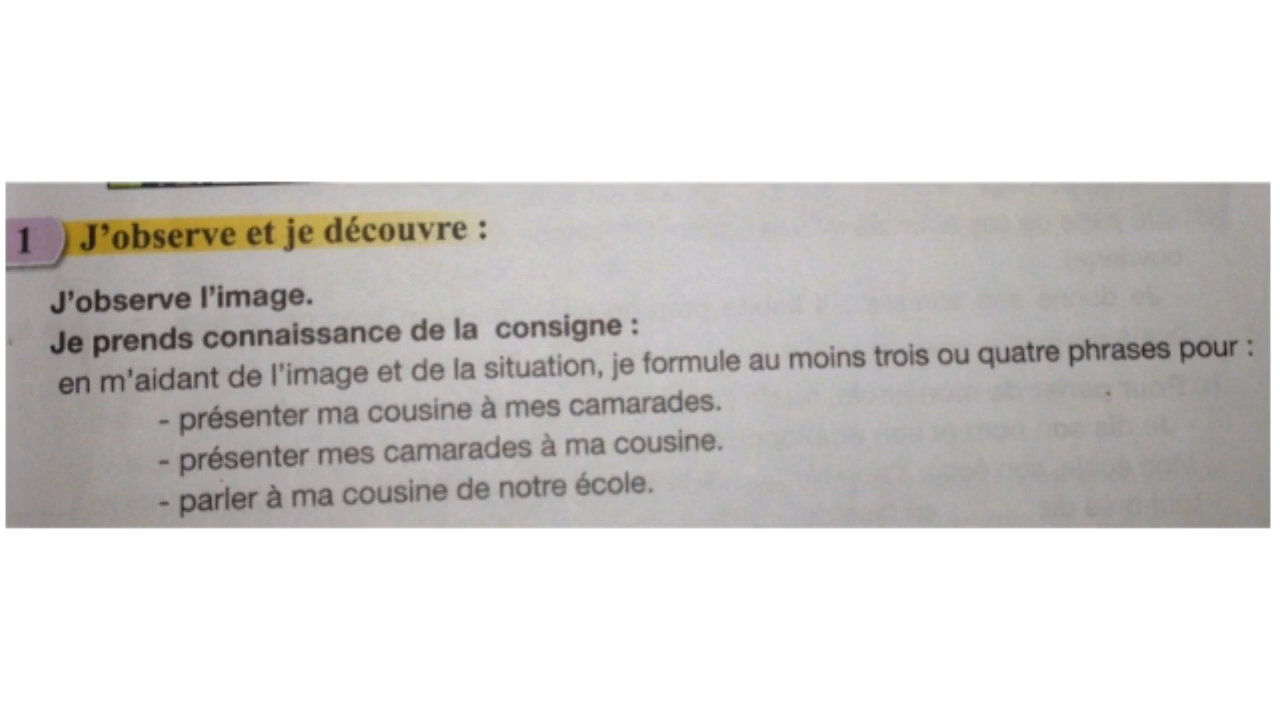 1 J’observe et je découvre :
J’observe l’image.
Je prends connaissance de la consigne :
en m’aidant de l’image et de la situation, je formule au moins trois ou quatre phrases pour :
- présenter ma cousine à mes camarades.
- présenter mes camarades à ma cousine.
- parler à ma cousine de notre école.